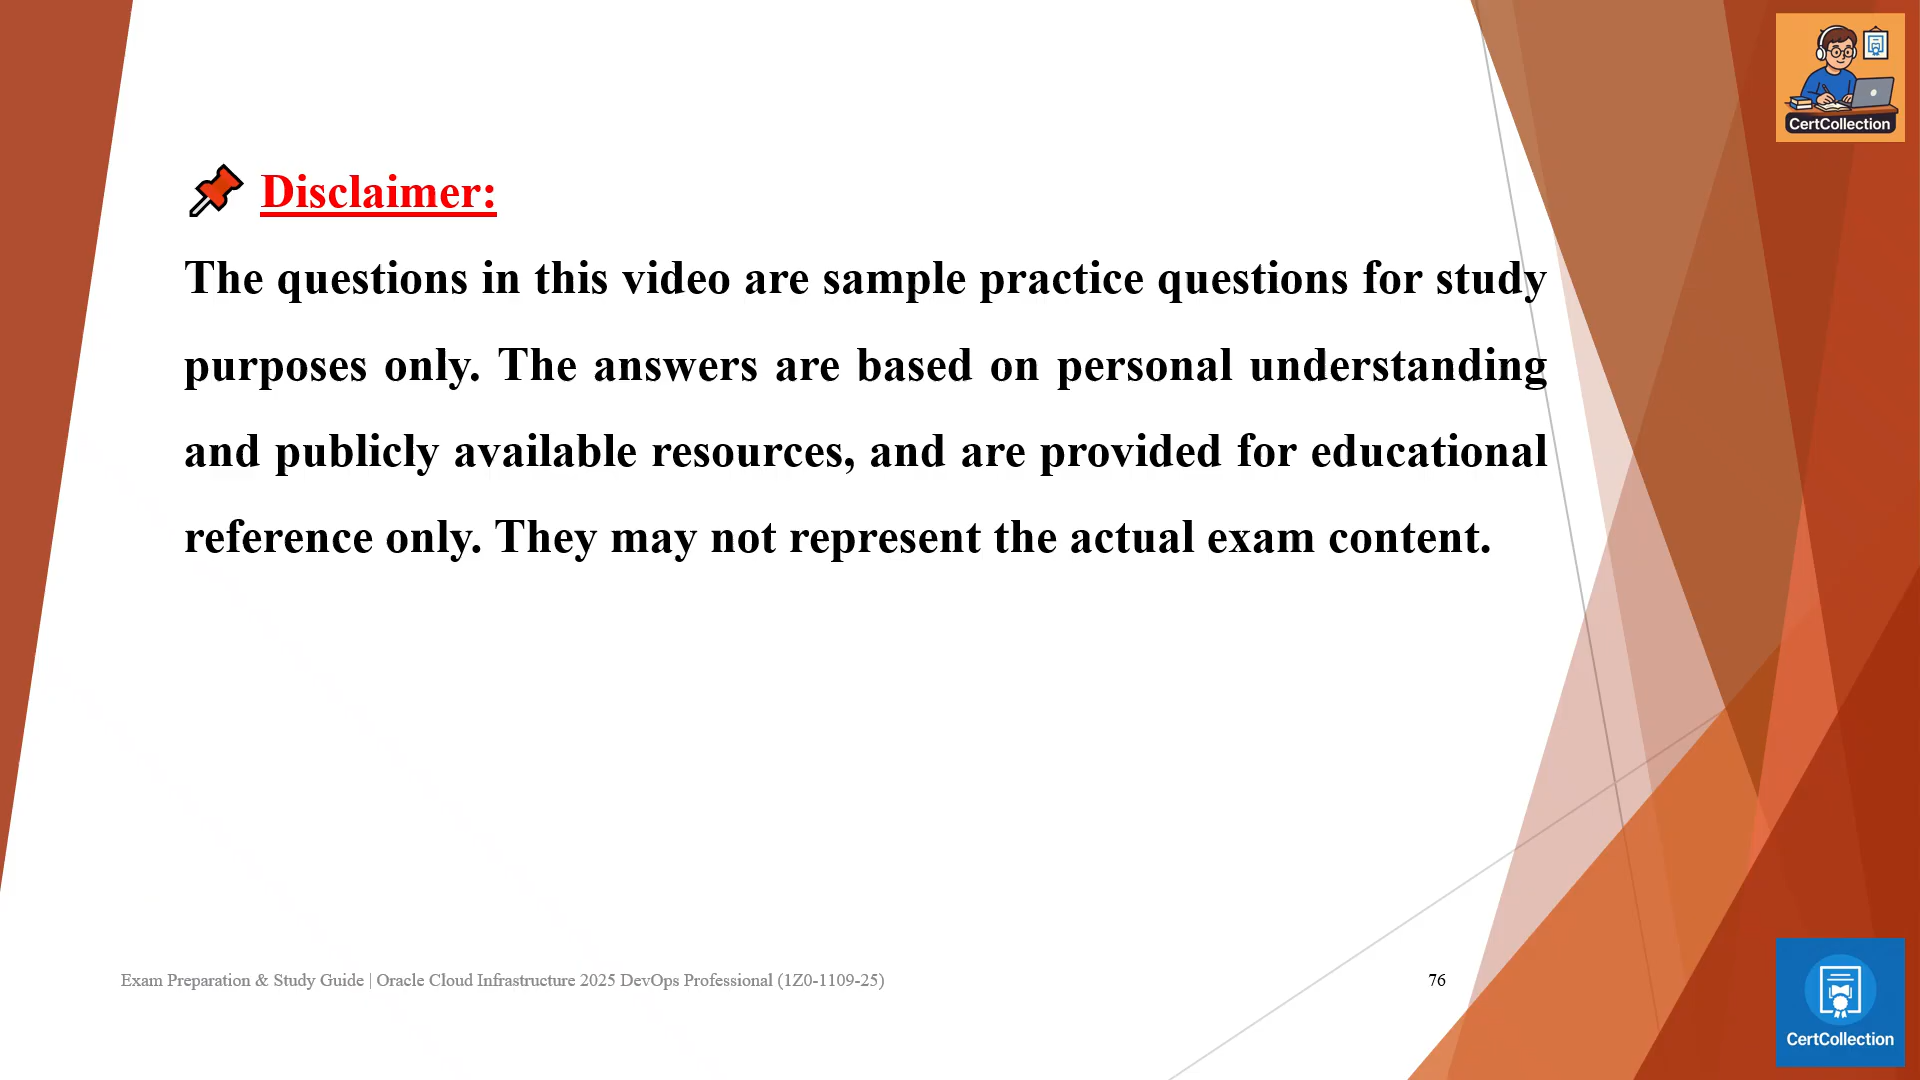 CertCollection
Disclaimer:
The questions in this video are sample practice questions for study
purposes only. The answers are based on personal understanding
and publicly available resources, and are provided for educational
reference only. They may not represent the actual exam content.
Exam Preparation & Study Guide | Oracle Cloud Infrastructure 2025 DevOps Professional (1Z0-1109-25)
76
CertCollection